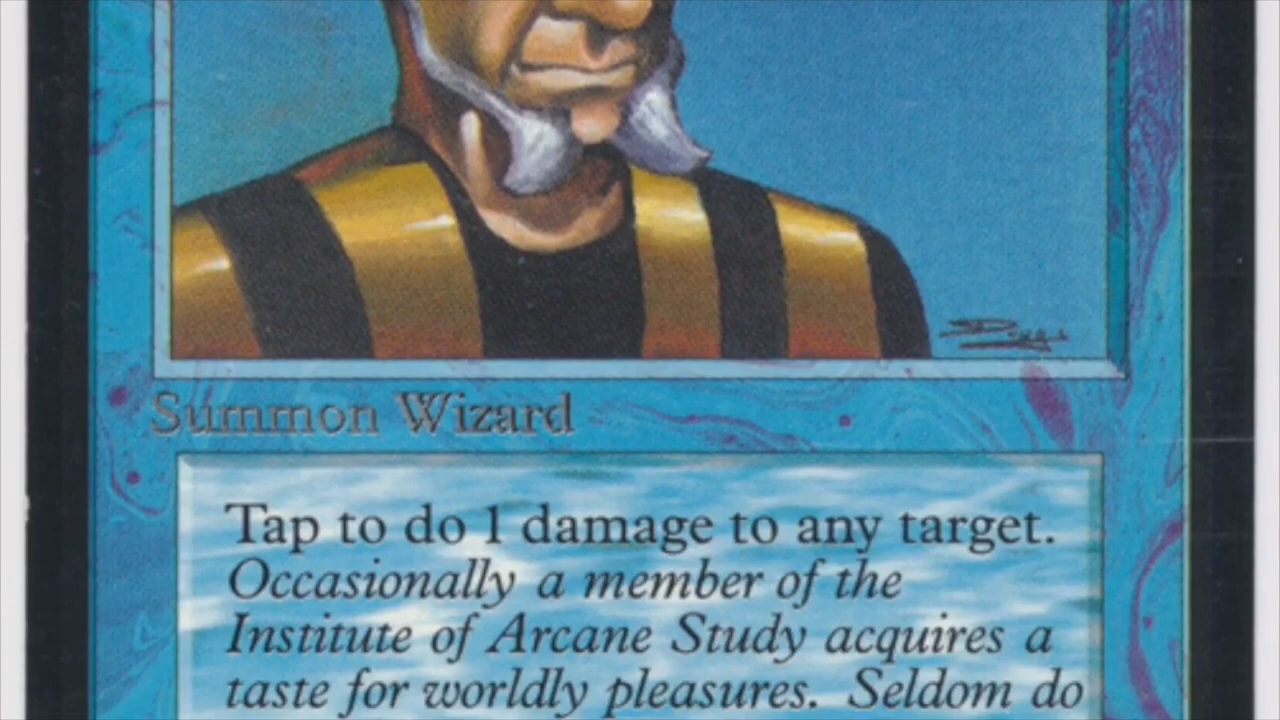 Summon Wizard
Tap to do 1 damage to any target.
Occasionally a member of the
Institute of Arcane Study acquires a
taste for worldly pleasures. Seldom do